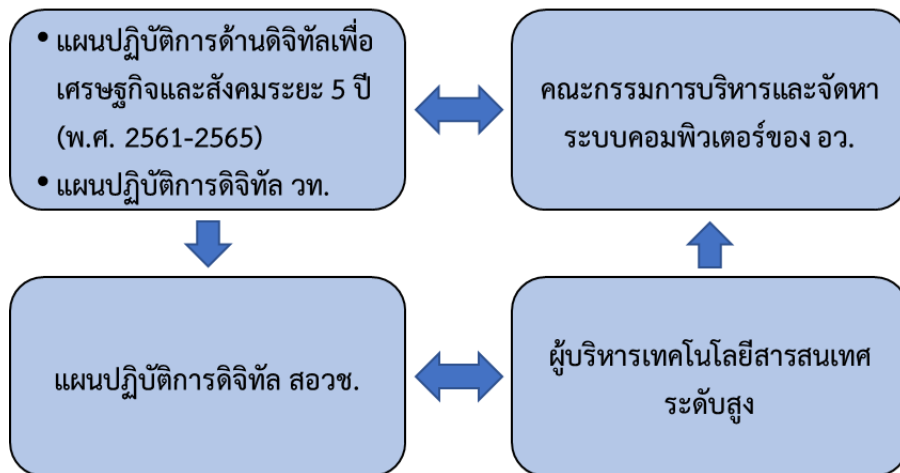 • แผนปฏิบัติการด้านดิจิทัลเพื่อ
เศรษฐกิจและสังคมระยะ 5 ปี
(พ.ศ. 2561-2565)
• แผนปฏิบัติการดิจิทัล วท.
คณะกรรมการบริหารและจัดหา
ระบบคอมพิวเตอร์ของ อว.
แผนปฏิบัติการดิจิทัล สอวช.
ผู้บริหารเทคโนโลยีสารสนเทศ
ระดับสูง